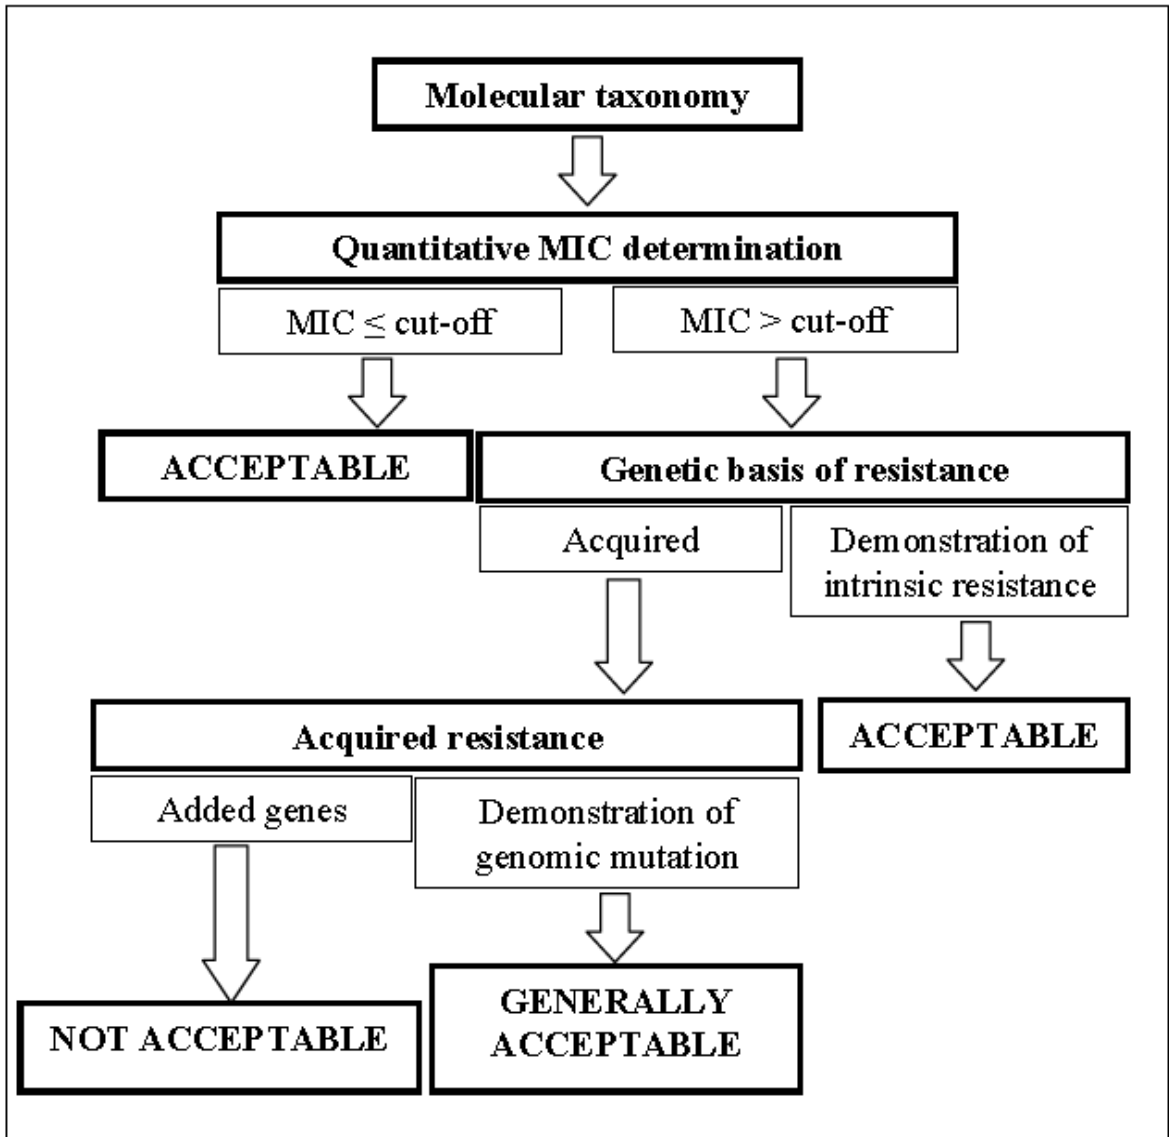 Molecular taxonomy
Quantitative MIC determination
MIC ≤ cut-off
MIC > cut-off
ACCEPTABLE
Genetic basis of resistance
Acquired
Demonstration of
intrinsic resistance
Acquired resistance
ACCEPTABLE
Added genes
Demonstration of
genomic mutation
NOT ACCEPTABLE
GENERALLY
ACCEPTABLE